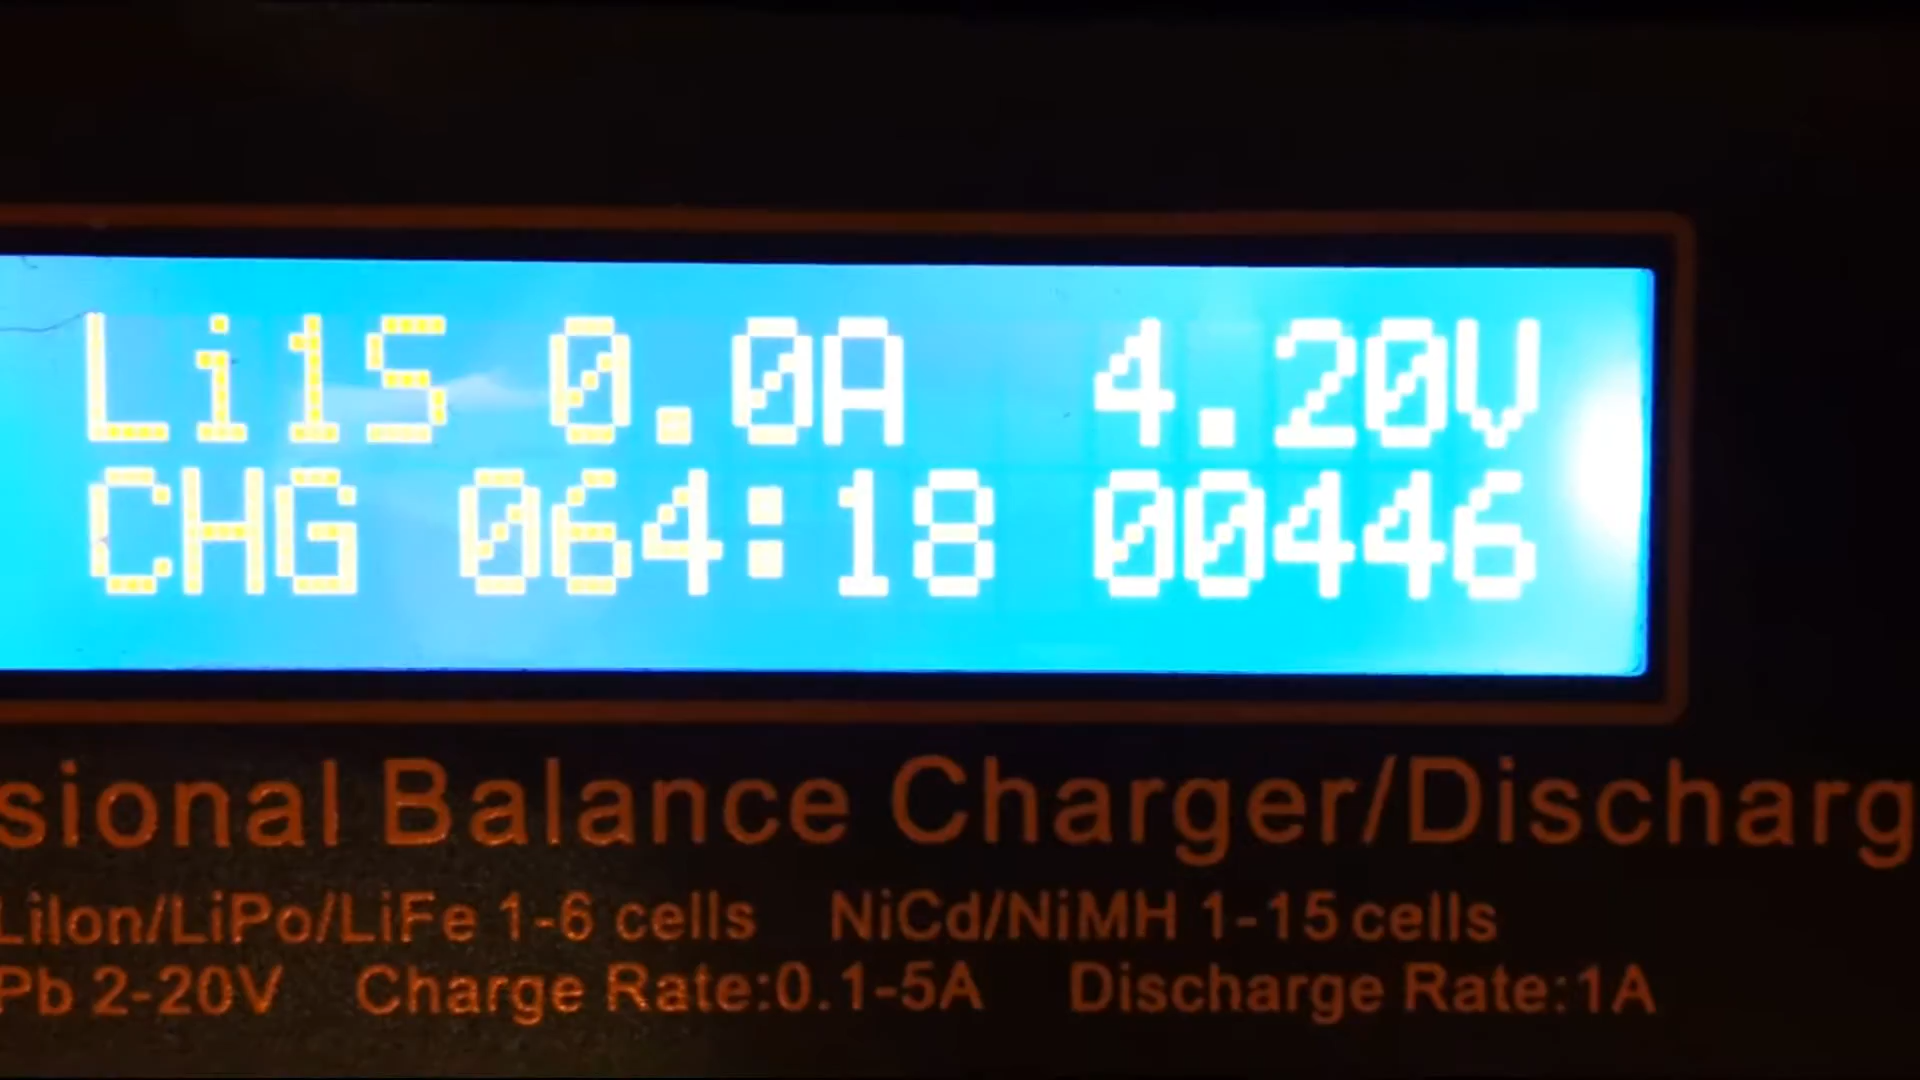 Li1S 0.0A 4.20V
CHG 064:18 00446
sional Balance Charger/Discharg
LiIon/LiPo/LiFe 1-6 cells NiCd/NiMH 1-15 cells
Pb 2-20V Charge Rate:0.1-5A Discharge Rate:1A